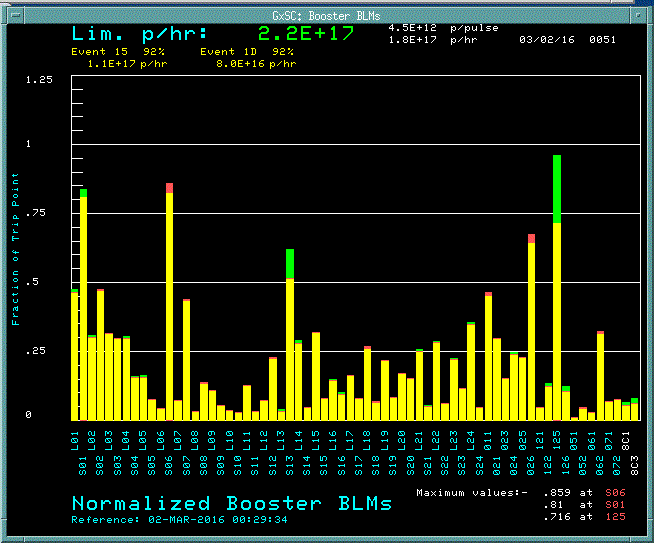 GxSC: Booster BLMs
Lim. p/hr: 2.2E+17 4.5E+12 p/pulse
1.8E+17 p/hr 03/02/16 0051
Event 15 92% Event 1D 92%
1.1E+17 p/hr 8.0E+16 p/hr
1.25
1
.75
.5
.25
0
Fraction of Trip Point
L01 L02 L03 L04 L05 L06 L07 L08 L09 L10 L11 L12 L13 L14 L15 L16 L17 L18 L19 L20 L21 L22 L23 L24 011 021 025 121 125 051 061 071 8C1
S01 S02 S03 S04 S05 S06 S07 S08 S09 S10 S11 S12 S13 S14 S15 S16 S17 S18 S19 S20 S21 S22 S23 S24 023 024 026 122 126 052 062 072 8C3
Maximum values:- .859 at S06
Normalized Booster BLMs .81 at S01
Reference: 02-MAR-2016 00:29:34 .716 at 125